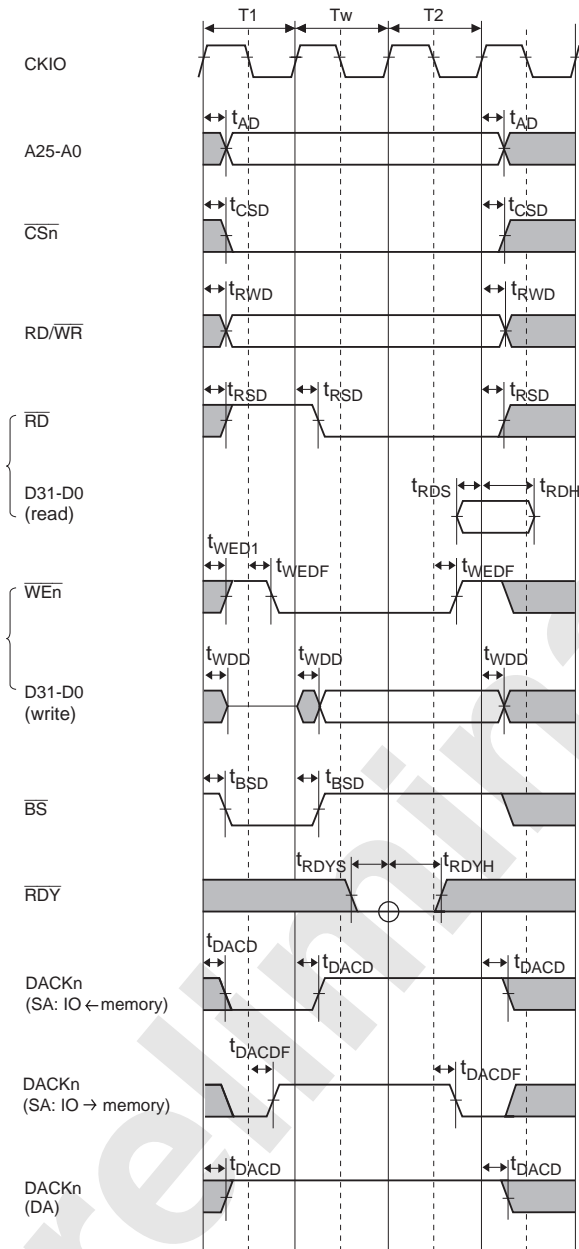 T1 Tw T2
CKIO
tAD tAD
A25-A0
tCSD tCSD
CSn
tRWD tRWD
RD/WR
tRSD tRSD tRSD
RD
D31-D0
(read)
tRDS tRDH
tWED1 tWEDF tWEDF
WEn
tWDD tWDD tWDD
D31-D0
(write)
tBSD tBSD
BS
tRDYS tRDYH
RDY
tDACD tDACD tDACD
DACKn
(SA: IO ← memory)
tDACDF tDACDF
DACKn
(SA: IO → memory)
tDACD tDACD
DACKn
(DA)
relimin